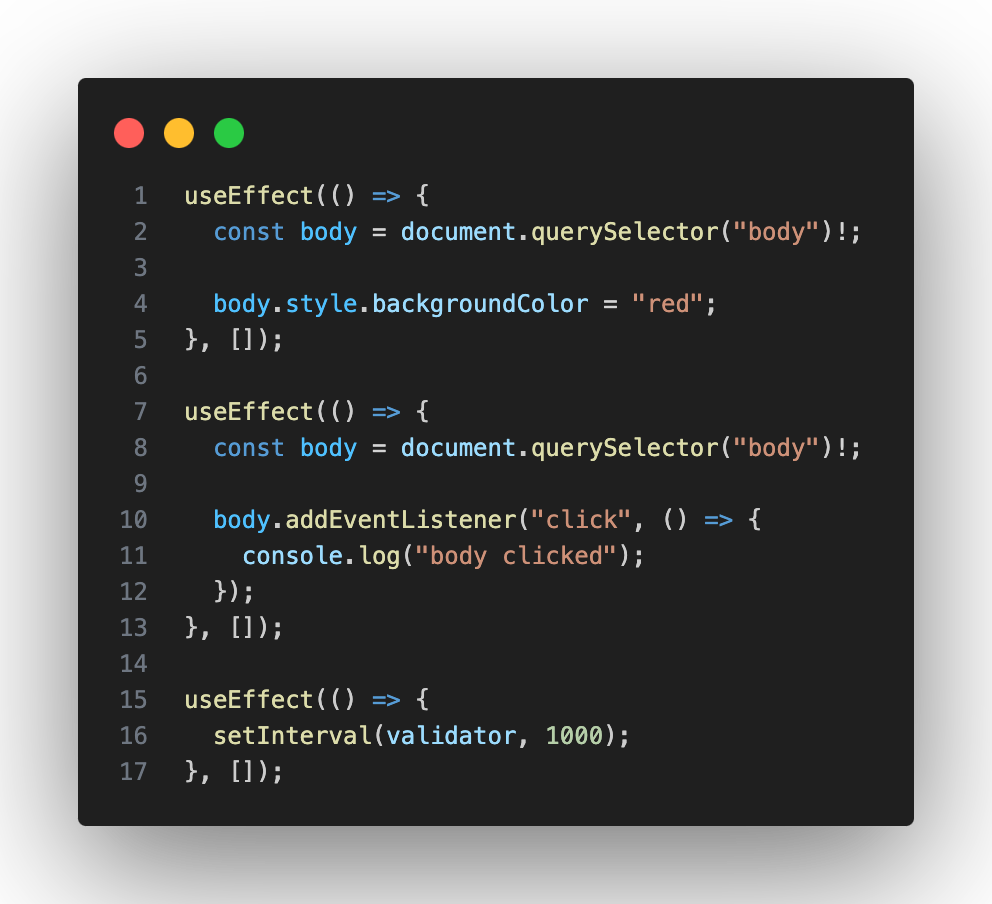 1 useEffect(() => {
2 const body = document.querySelector("body")!;
3
4 body.style.backgroundColor = "red";
5 }, []);
6
7 useEffect(() => {
8 const body = document.querySelector("body")!;
9
10 body.addEventListener("click", () => {
11 console.log("body clicked");
12 });
13 }, []);
14
15 useEffect(() => {
16 setInterval(validator, 1000);
17 }, []);